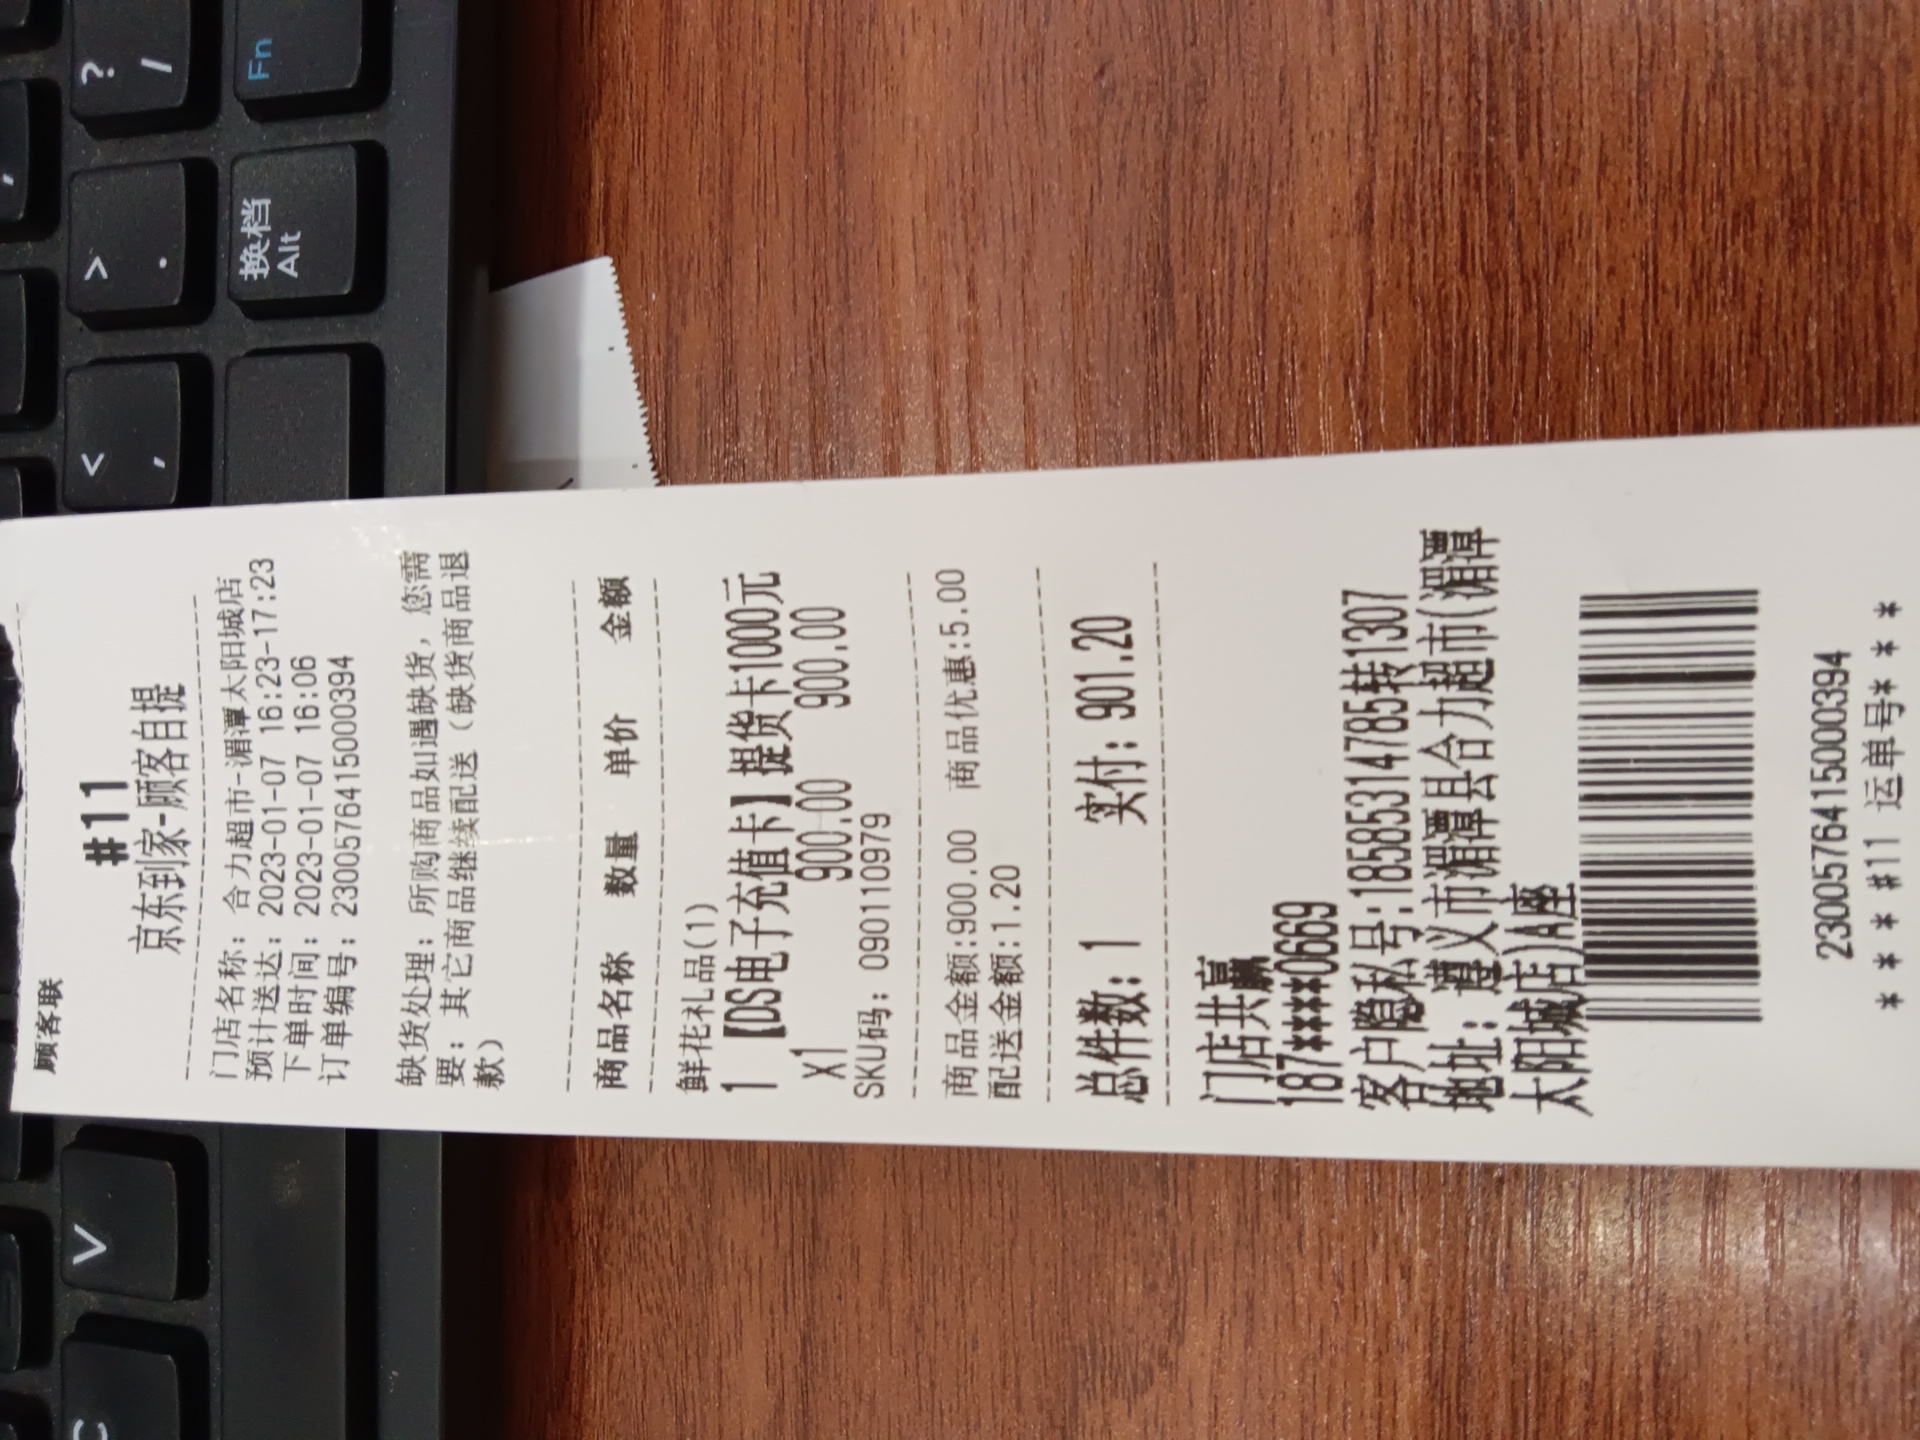 顾客联
#11
京东到家-顾客自提
门店名称: 合力超市-湄潭太阳城店
预计送达: 2023-01-07 16:23-17:23
下单时间: 2023-01-07 16:06
订单编号: 2300576415000394
缺货处理: 所购商品如遇缺货, 您需
要: 其它商品继续配送 (缺货商品退
款)
商品名称 数量 单价 金额
鲜花礼品(1)
1 【DS电子充值卡】提货卡1000元
x1 900.00 900.00
SKU码: 0901110979
商品金额:900.00 商品优惠:5.00
配送金额:1.20
总件数: 1 实付: 901.20
门店共赢
187****0669
客户隐私号:18585314785转1307
地址: 遵义市湄潭县合力超市(湄潭
太阳城店)A座
2300576415000394
* * * #11 运单号* * *
? /
Fn
> .
换档
Alt
< ,
V
C